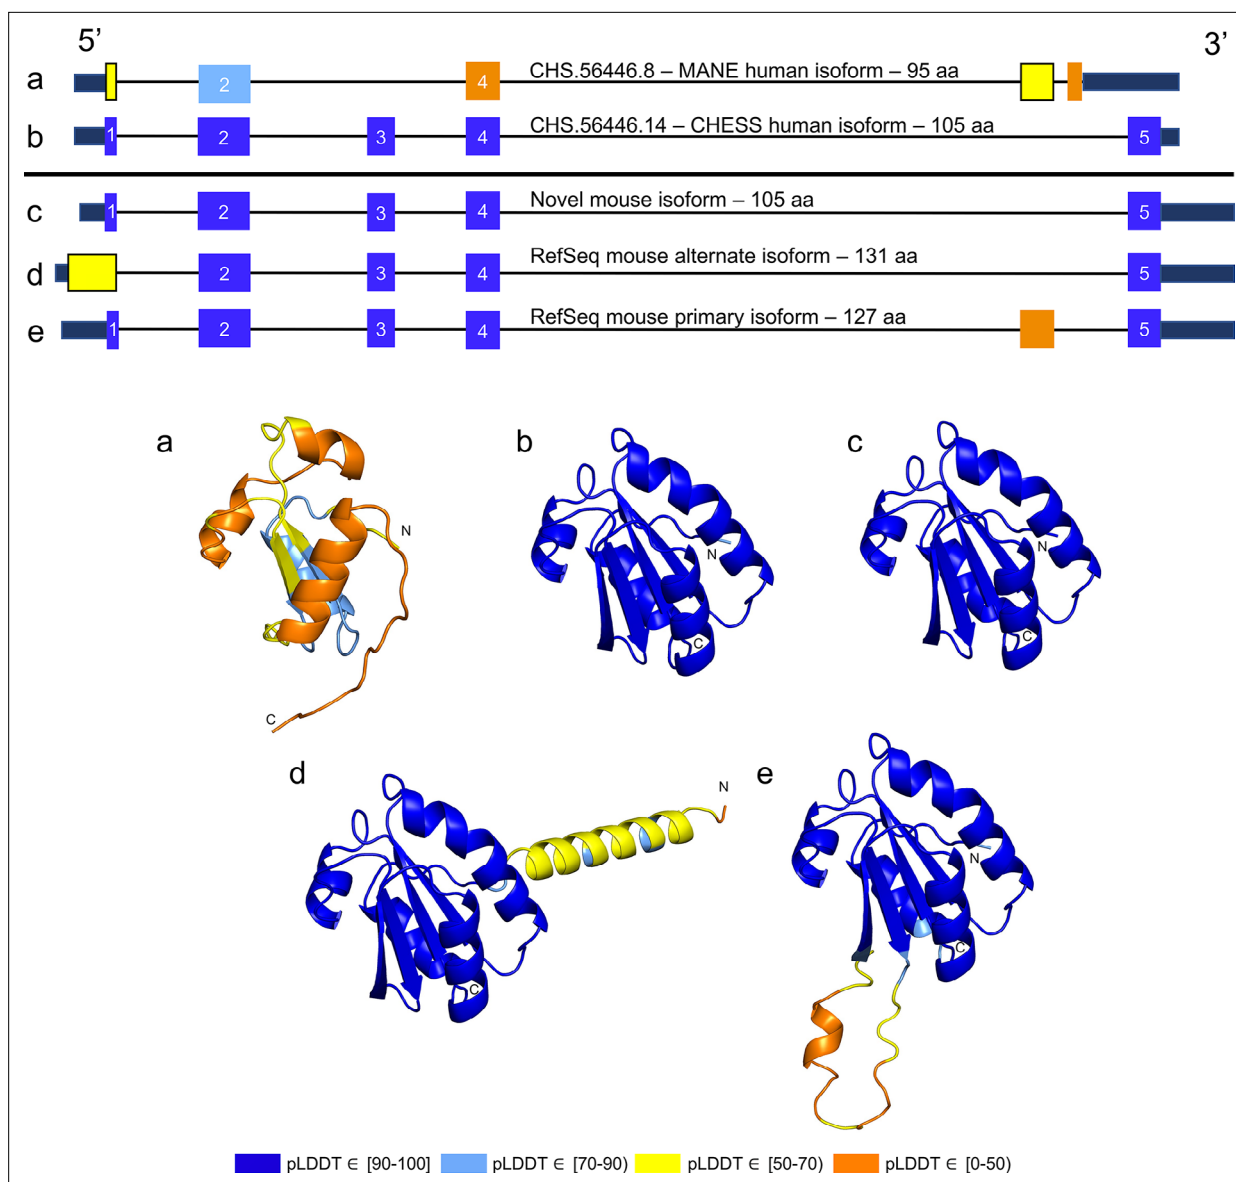 5’ 3’
a 2 4 CHS.56446.8 – MANE human isoform – 95 aa
b 1 2 3 4 CHS.56446.14 – CHESS human isoform – 105 aa 5
c 1 2 3 4 Novel mouse isoform – 105 aa 5
d 2 3 4 RefSeq mouse alternate isoform – 131 aa 5
e 1 2 3 4 RefSeq mouse primary isoform – 127 aa 5
a b c
N N N
C C C
d e
N N
C C
pLDDT ∈ [90-100] pLDDT ∈ [70-90) pLDDT ∈ [50-70) pLDDT ∈ [0-50)